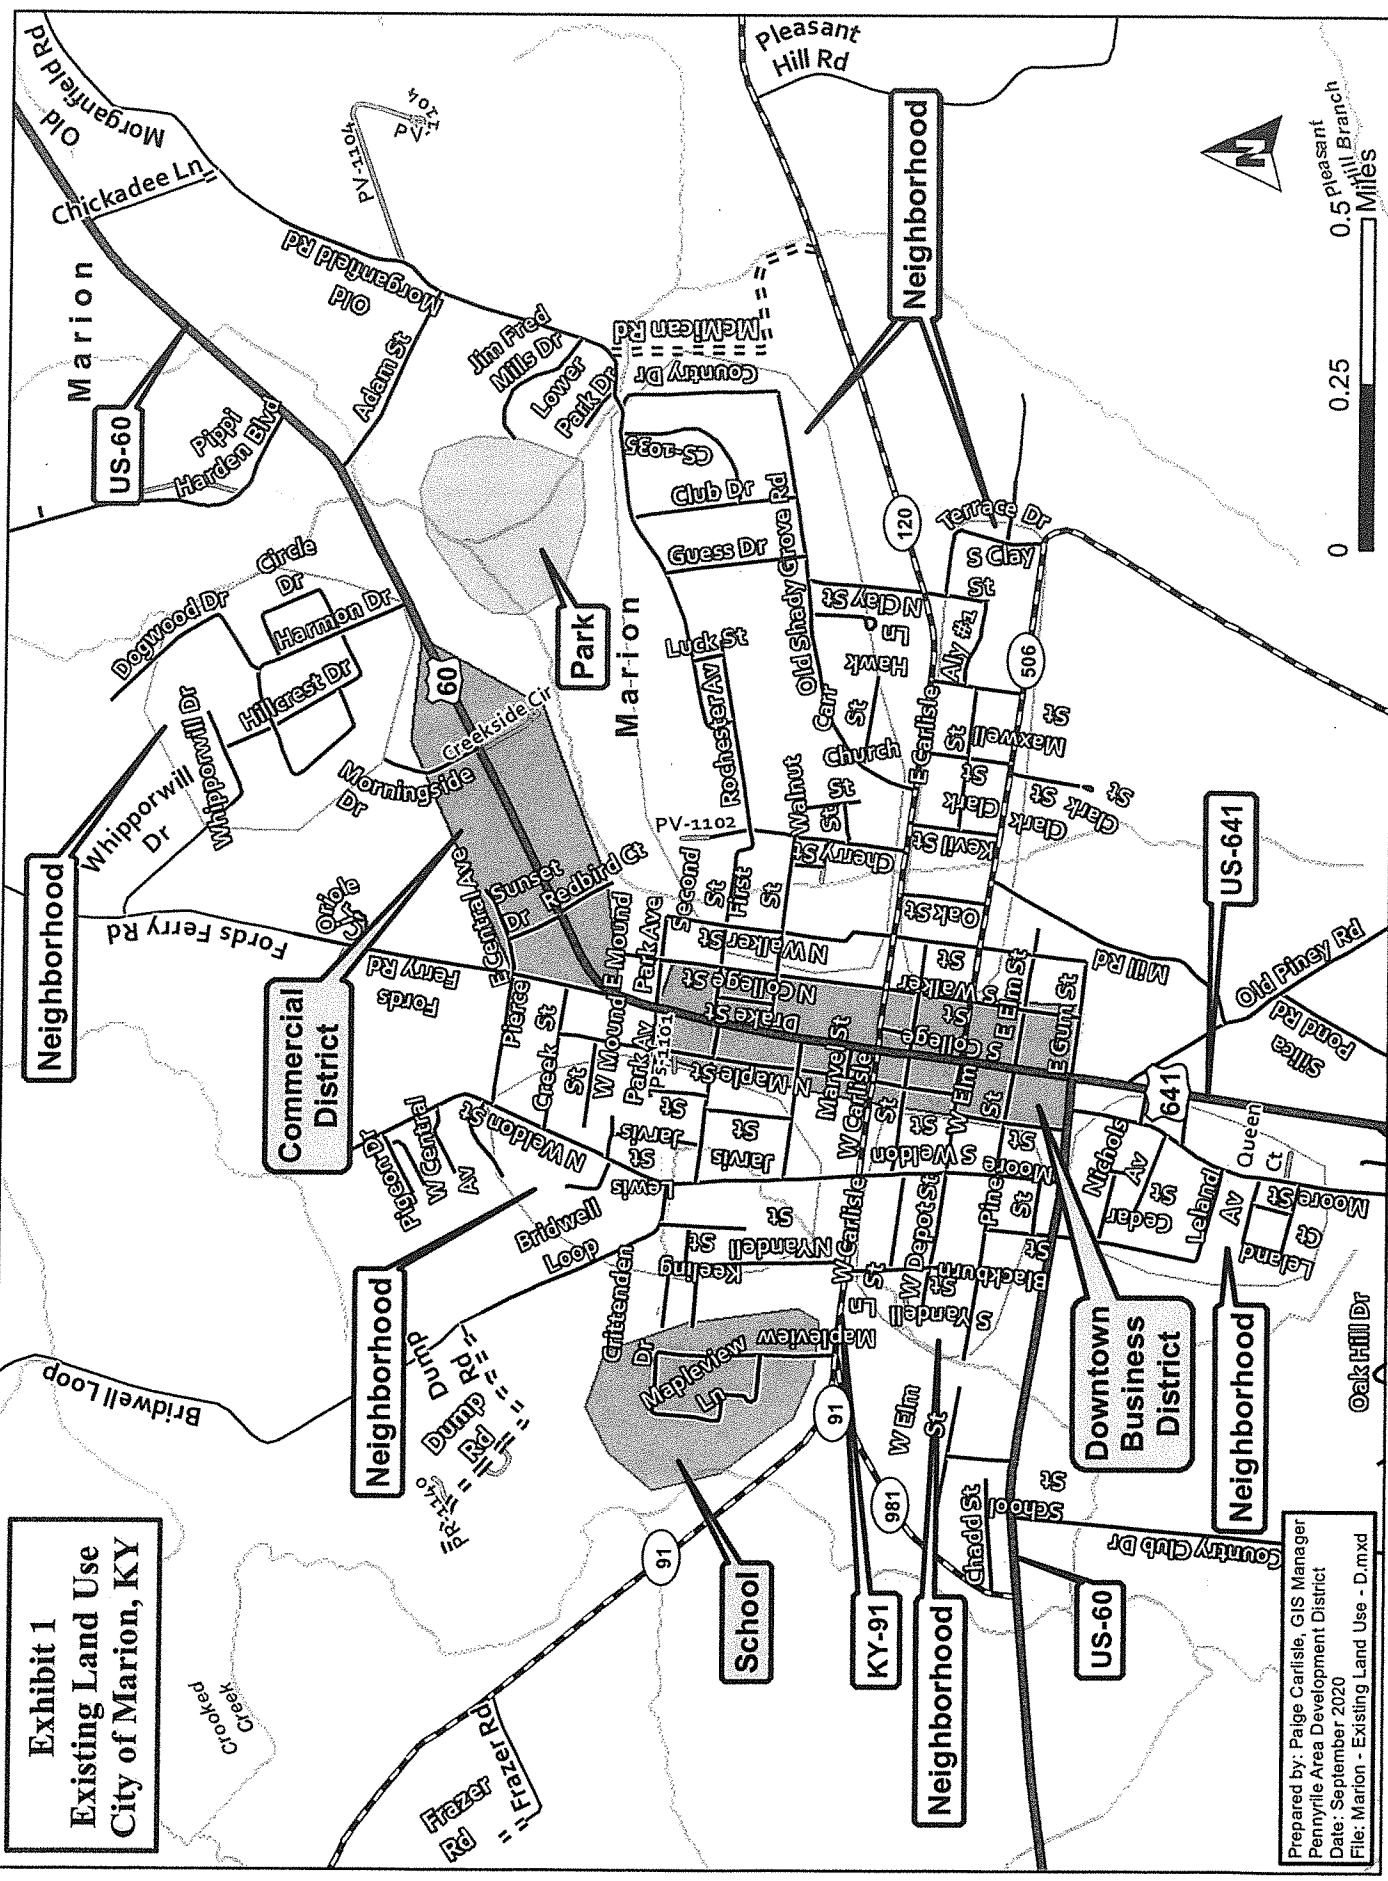 Exhibit 1
Existing Land Use
City of Marion, KY
Crooked
Creek
Frazer
Rd
Frazer Rd
91
Bridwell Loop
PR-1140
Dump
Rd
Dump
Rd
School
Neighborhood
Bridwell
Loop
Pigeon Dr
W Central
Av
N Weldon St
Commercial
District
Neighborhood
Fords Ferry Rd
Fords
Ferry Rd
Oriole
Ct
Whipporwill
Dr
Whipporwill Dr
Dogwood Dr
Circle
Dr
Harmon Dr
Hillcrest Dr
Morningside
Dr
Creekside Cir
60
E Central Ave
Sunset
Dr
Redbird Ct
Pierce
Creek St
St
W Mound
E Mound
Park Av
Park Ave
PS-1101
US-60
Marion
Pippi
Harden Blvd
Chickadee Ln
Old
Morganfield Rd
Old
Morganfield Rd
Adam St
PV-1104
PV-1104
Jim Fred
Mills Dr
Lower
Park Dr
Park
Marion
McMican Rd
Country Dr
CS-1035
Club Dr
Guess Dr
Luck St
Rochester Av
Old Shady Grove Rd
PV-1102
Second
St
First
St
Walnut
St
Cherry St
Church
St
Carr
St
Hawk
Ln
N Clay St
N Walker St
N College St
Drake St
N Maple St
Marve St
Jarvis
St
Jarvis
St
Lewis
St
Crittenden
Dr
Keeling
St
N Yandell
St
Mapleview
Ln
Mapleview
Ln
91
KY-91
981
W Carlisle
St
W Carlisle
St
E Carlisle
St
120
Pleasant
Hill Rd
Neighborhood
Terrace Dr
S Clay
St
Aly #1
506
Maxwell
St
Clark
St
Clark
St
Clark
St
Kevil St
Oak St
Walker
St
S
College
St
S
E Elm St
W Elm
St
E Gum St
S Weldon
St
W Depot St
Pine
St
Moore
St
Blackburn
St
S Yandell
St
W Elm
St
Chadd St
School
St
Country Club Dr
Neighborhood
US-60
Downtown
Business
District
Neighborhood
Nichols
Av
Cedar
St
Leland
Av
Leland
Ct
Queen
Ct
Moore
St
Oak Hill Dr
641
US-641
Mill Rd
Old Piney Rd
Silica
Pond Rd
N
Pleasant
Hill Branch
0 0.25 0.5
Miles
Prepared by: Paige Carlisle, GIS Manager
Pennyrile Area Development District
Date: September 2020
File: Marion - Existing Land Use - D.mxd